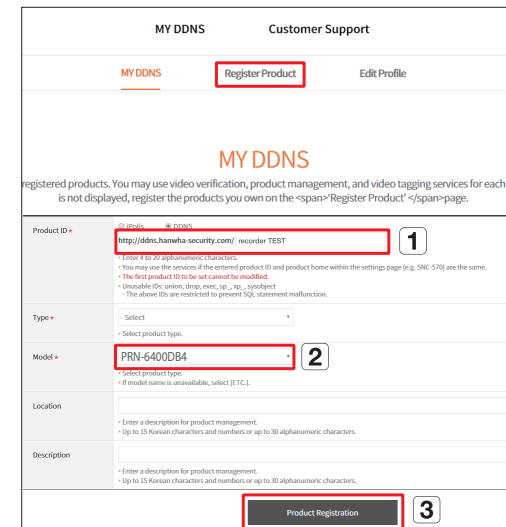 MY DDNS Customer Support
MY DDNS Register Product Edit Profile
MY DDNS
registered products. You may use video verification, product management, and video tagging services for each
is not displayed, register the products you own on the <span>'Register Product' </span>page.
Product ID * iPolis DDNS
http://ddns.hanwha-security.com/ recorder TEST
1
• Enter 4 to 20 alphanumeric characters.
• You may use the services if the entered product ID and product home within the settings page (e.g. SNC-570) are the same.
• The first product ID to be set cannot be modified.
• Unusable IDs: union, drop, exec, sp_, xp_, sysobject
- The above IDs are restricted to prevent SQL statement malfunction.
Type * Select
• Select product type.
Model * PRN-6400DB4 2
• Select product type.
• If model name is unavailable, select [ETC.].
Location
• Enter a description for product management.
• Up to 15 Korean characters and numbers or up to 30 alphanumeric characters.
Description
• Enter a description for product management.
• Up to 15 Korean characters and numbers or up to 30 alphanumeric characters.
Product Registration 3